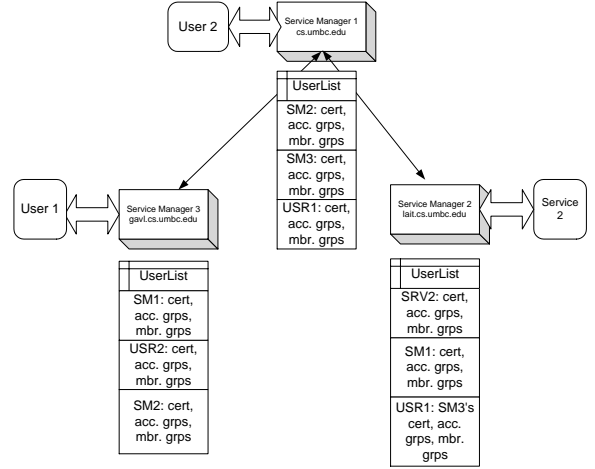 User 2
Service Manager 1
cs.umbc.edu
UserList
SM2: cert,
acc. grps,
mbr. grps
SM3: cert,
acc. grps,
mbr. grps
USR1: cert,
acc. grps,
mbr. grps
User 1
Service Manager 3
gavl.cs.umbc.edu
UserList
SM1: cert,
acc. grps,
mbr. grps
USR2: cert,
acc. grps,
mbr. grps
SM2: cert,
acc. grps,
mbr. grps
Service Manager 2
lait.cs.umbc.edu
Service
2
UserList
SRV2: cert,
acc. grps,
mbr. grps
SM1: cert,
acc. grps,
mbr. grps
USR1: SM3's
cert, acc.
grps, mbr.
grps